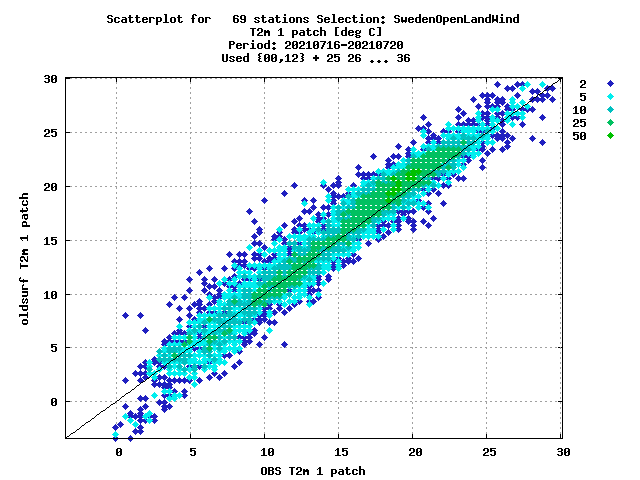 Scatterplot for   69 stations Selection: SwedenOpenLandWind
T2m 1 patch [deg C]
Period: 20210716-20210720
Used {00,12} + 25 26 ... 36
2
5
10
25
50
oldsurf T2m 1 patch
30
25
20
15
10
5
0
0 5 10 15 20 25 30
OBS T2m 1 patch